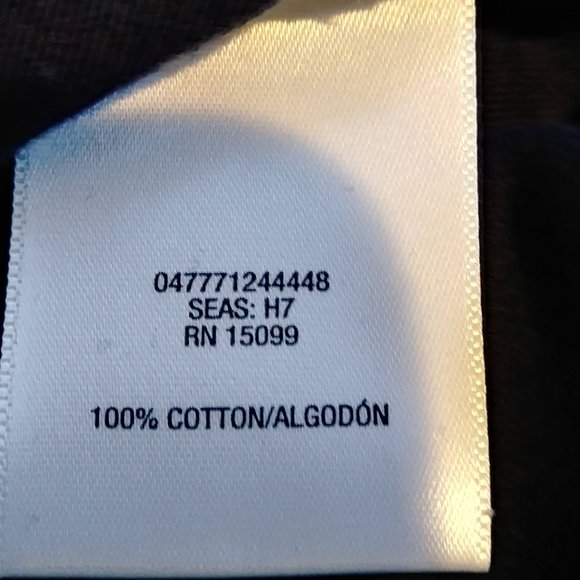 047771244448
SEAS: H7
RN 15099
100% COTTON/ALGODÓN